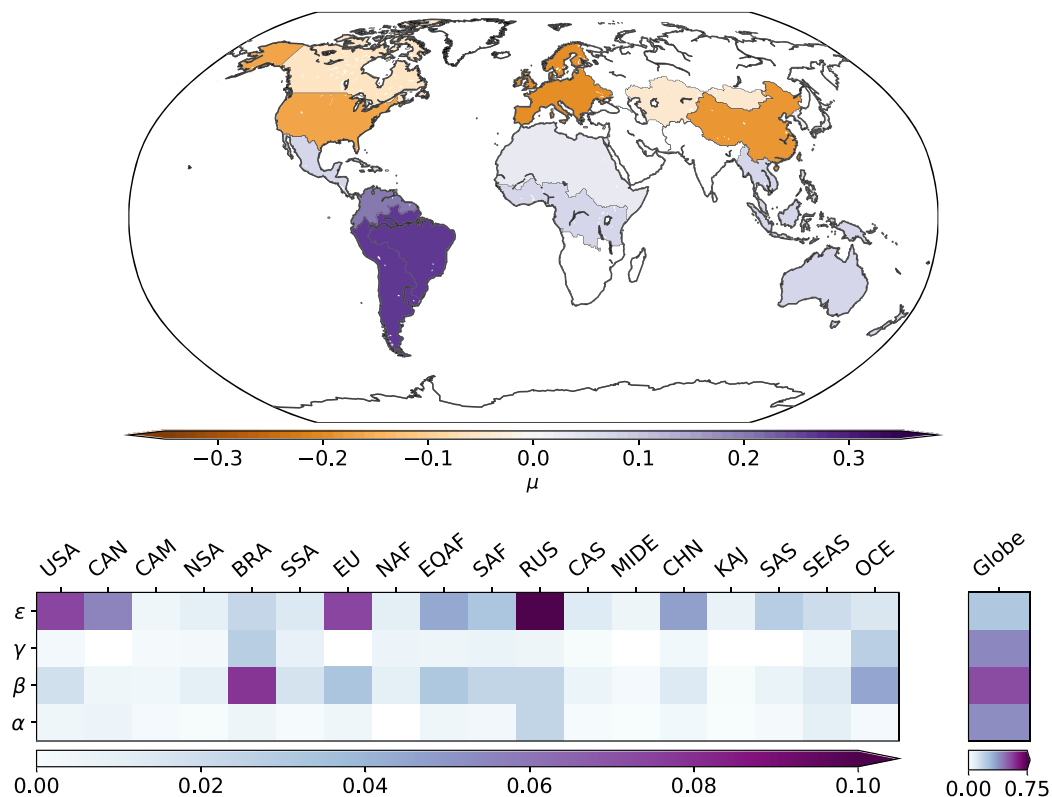 −0.3 −0.2 −0.1 0.0 0.1 0.2 0.3
μ
USA CAN CAM NSA BRA SSA EU NAF EQAF SAF RUS CAS MIDE CHN KAJ SAS SEAS OCE Globe
ε
γ
β
α
0.00 0.02 0.04 0.06 0.08 0.10 0.00 0.75